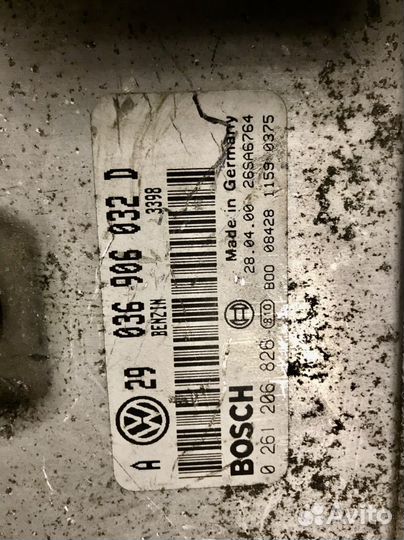 A 29 036 906 032 D
BENZIN 3398
BOSCH Made in Germany
28.04.00 26SA6764
0 261 206 826 BOO 08428 1159 0375
Avito